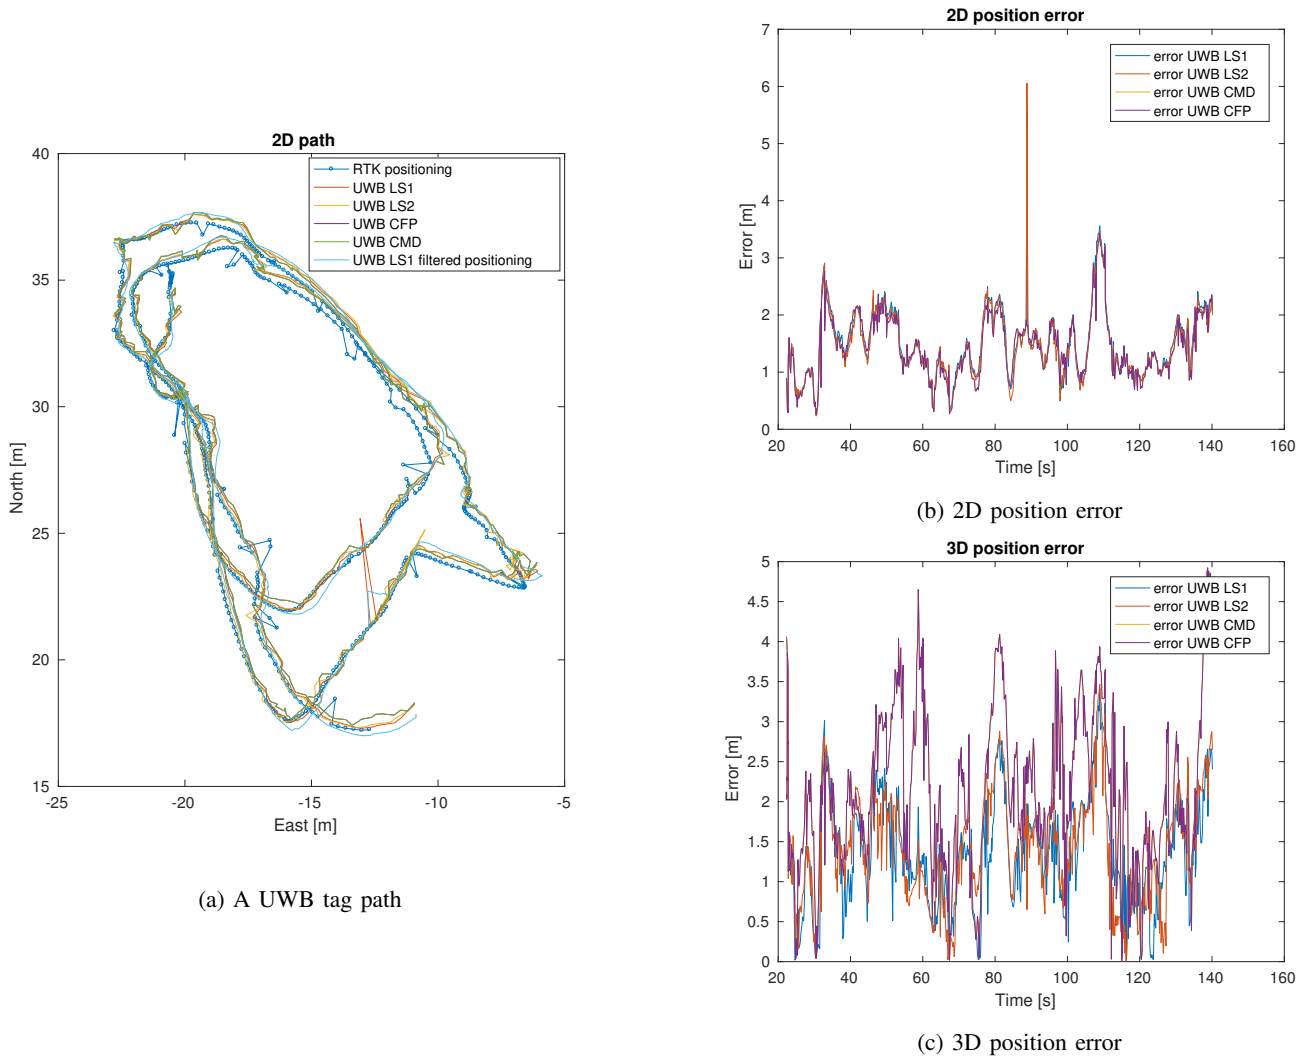 2D path
40
35
30
25
20
15
-25
-20
-15
-10
-5
North [m]
East [m]
RTK positioning
UWB LS1
UWB LS2
UWB CFP
UWB CMD
UWB LS1 filtered positioning
(a) A UWB tag path
2D position error
7
6
5
4
3
2
1
0
20
40
60
80
100
120
140
160
Error [m]
Time [s]
error UWB LS1
error UWB LS2
error UWB CMD
error UWB CFP
(b) 2D position error
3D position error
5
4.5
4
3.5
3
2.5
2
1.5
1
0.5
0
20
40
60
80
100
120
140
160
Error [m]
Time [s]
error UWB LS1
error UWB LS2
error UWB CMD
error UWB CFP
(c) 3D position error